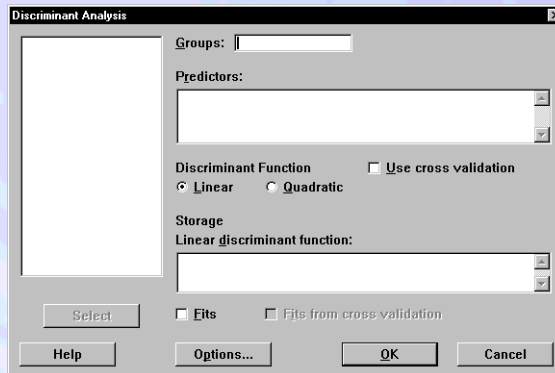 Discriminant Analysis
Groups:
Predictors:
Discriminant Function
Use cross validation
Linear
Quadratic
Storage
Linear discriminant function:
Select
Fits
Fits from cross validation
Help
Options...
OK
Cancel